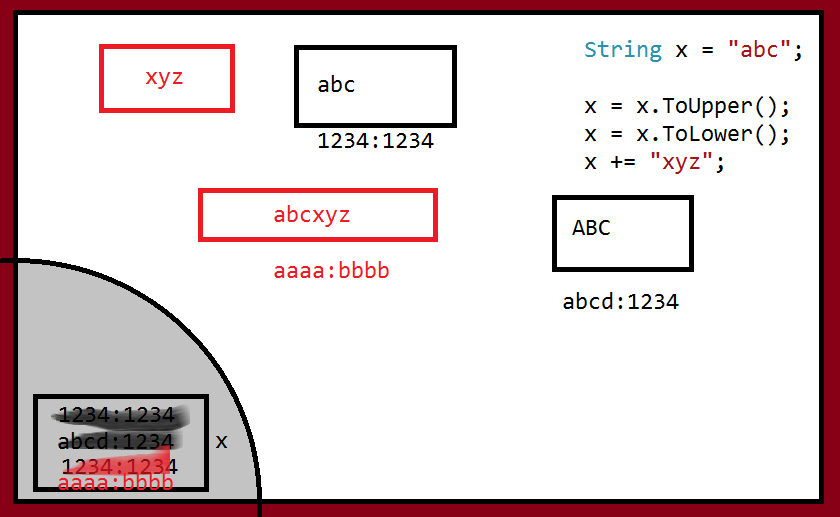 xyz
abc
1234:1234
String x = "abc";
x = x.ToUpper();
x = x.ToLower();
x += "xyz";
abcxyz
aaaa:bbbb
ABC
abcd:1234
1234:1234
abcd:1234
x
1234:1234
aaaa:bbbb